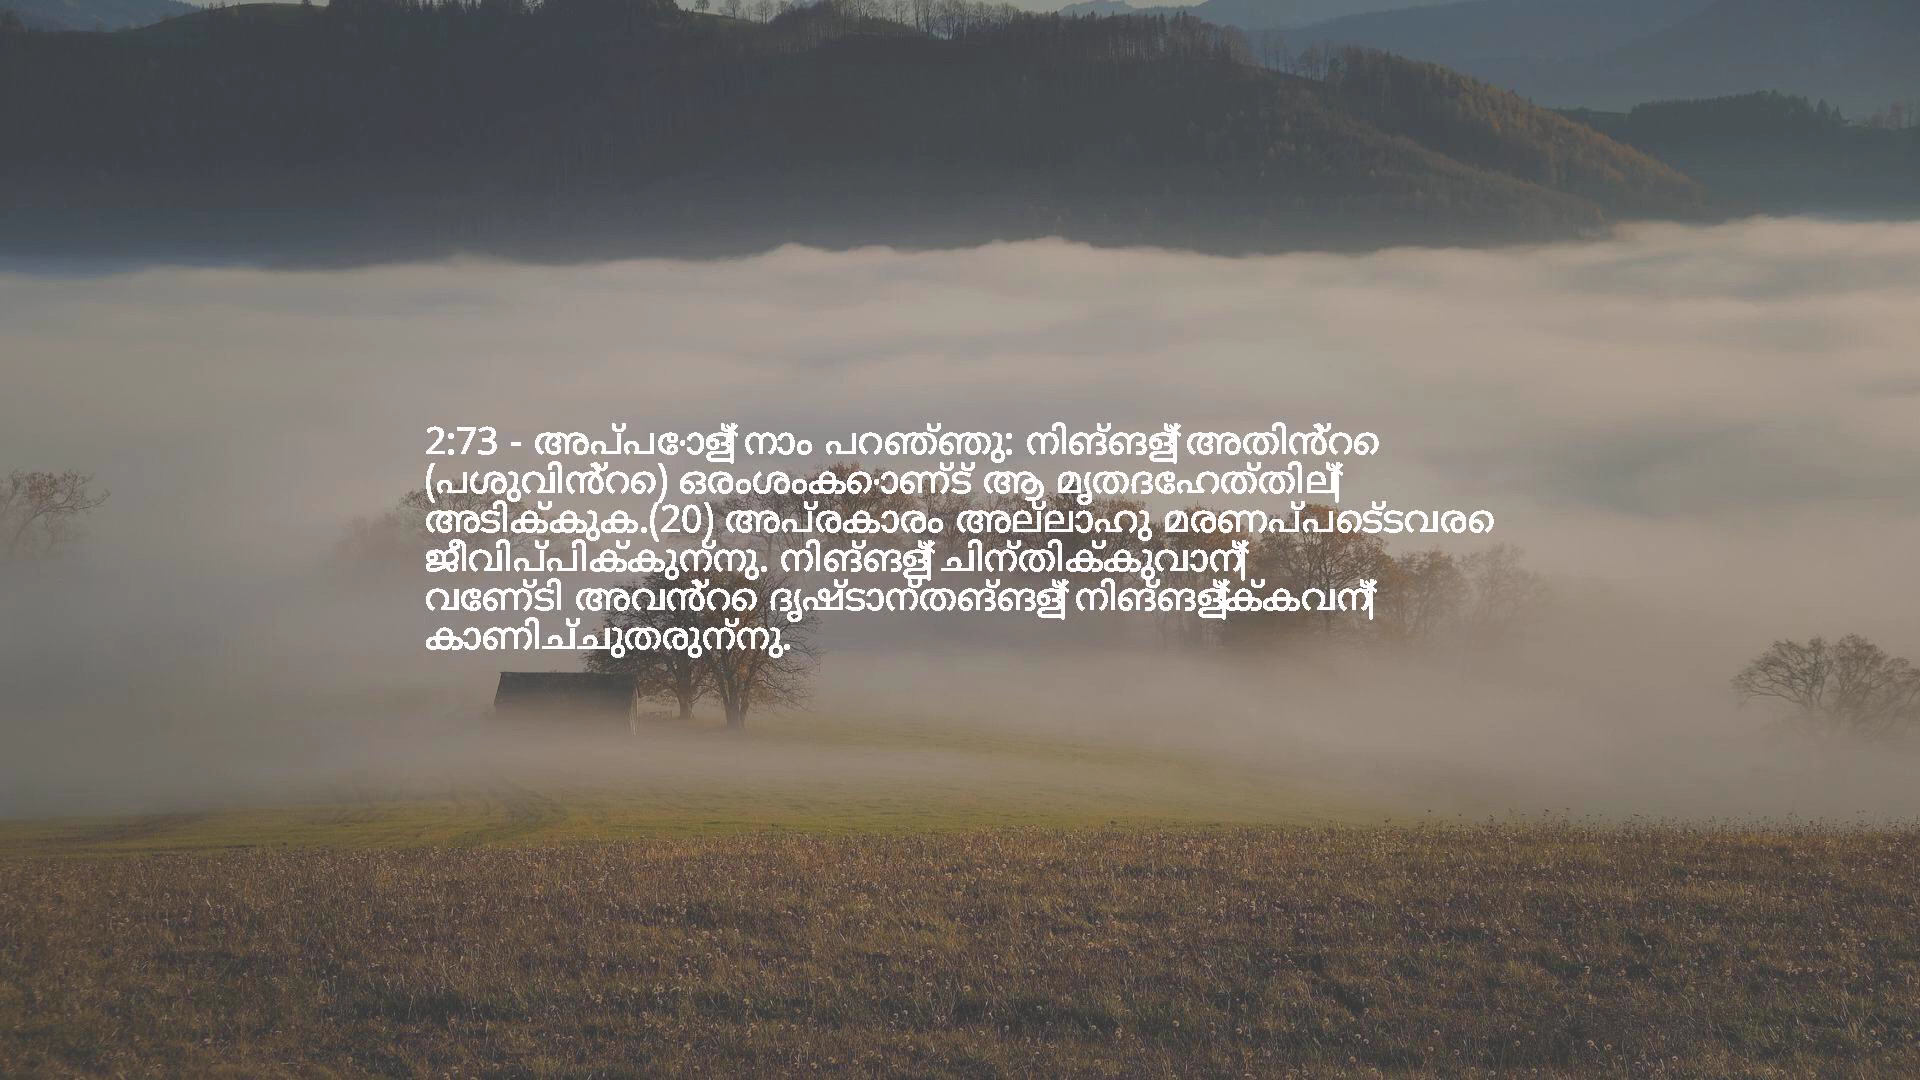 2:73 - അപ്പോള്‍ നാം പറഞ്ഞു: നിങ്ങള്‍ അതിന്‍റെ
(പശുവിന്‍റെ) ഒരംശംകൊണ്ട് ആ മൃതദേഹത്തില്‍
അടിക്കുക.(20) അപ്രകാരം അല്ലാഹു മരണപ്പെട്ടവരെ
ജീവിപ്പിക്കുന്നു. നിങ്ങള്‍ ചിന്തിക്കുവാന്‍
വേണ്ടി അവന്‍റെ ദൃഷ്ടാന്തങ്ങള്‍ നിങ്ങള്‍ക്കവന്‍
കാണിച്ചുതരുന്നു.